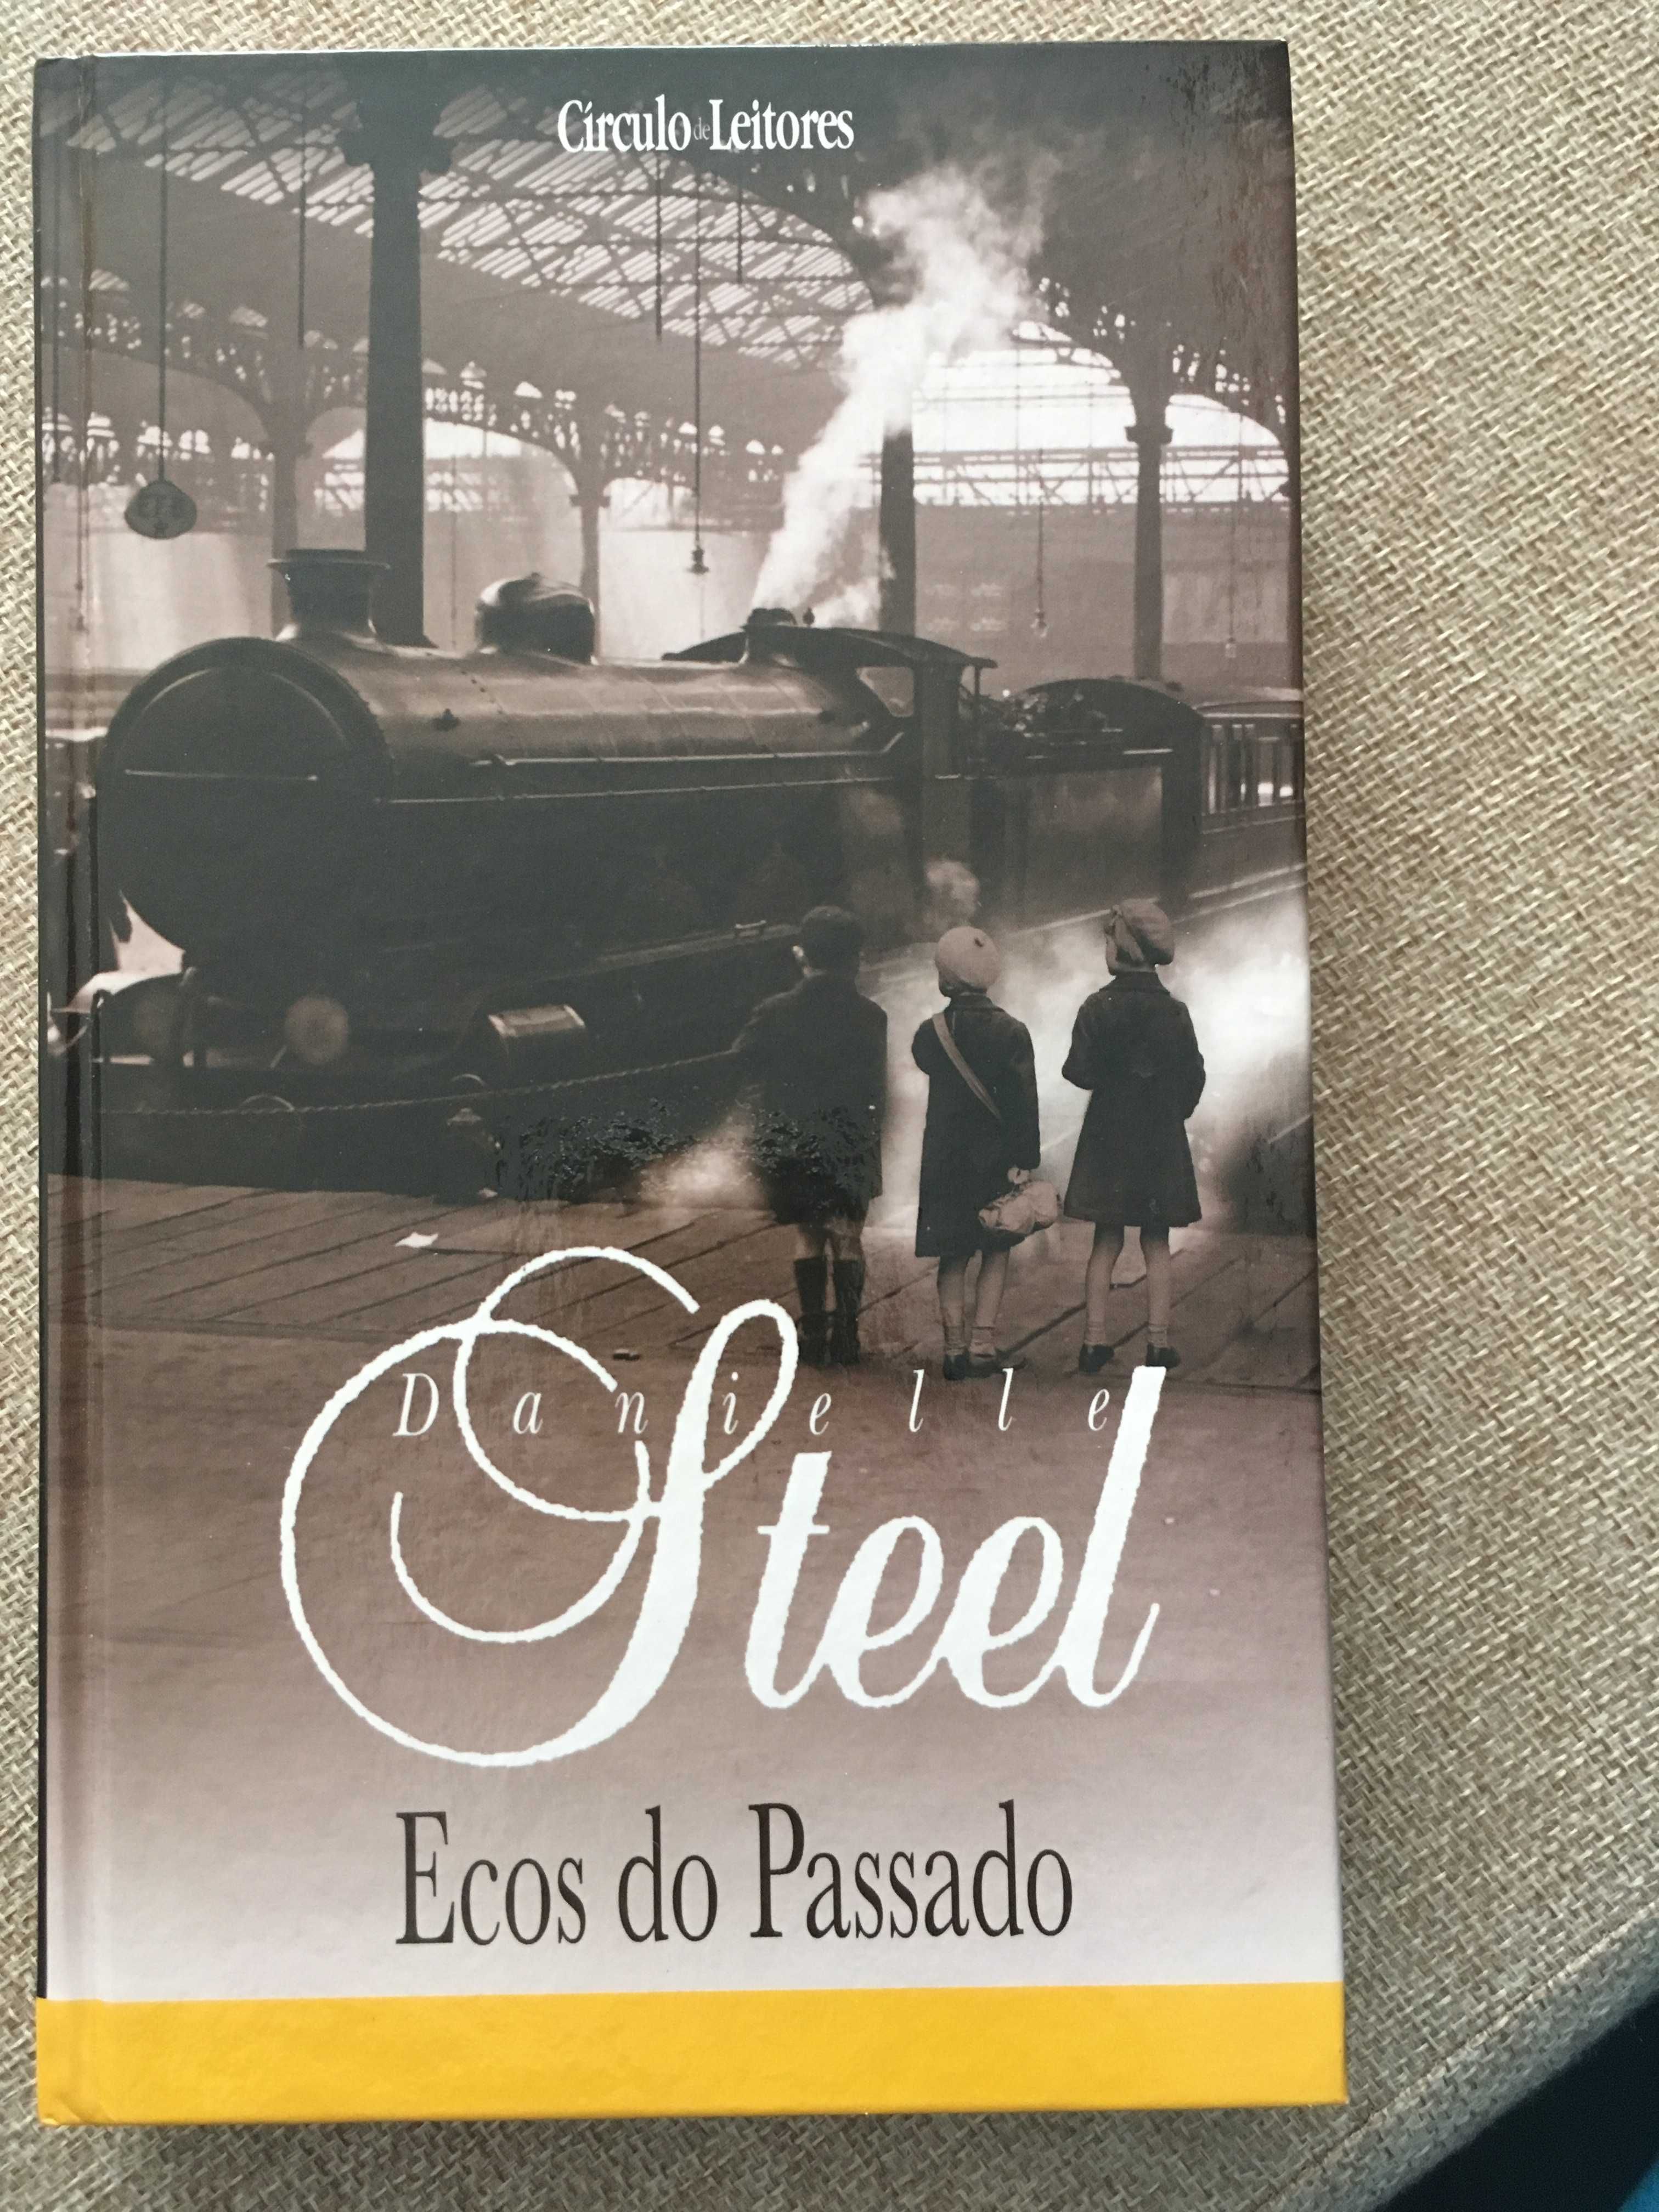 Círculo de Leitores
Danielle
Steel
Ecos do Passado